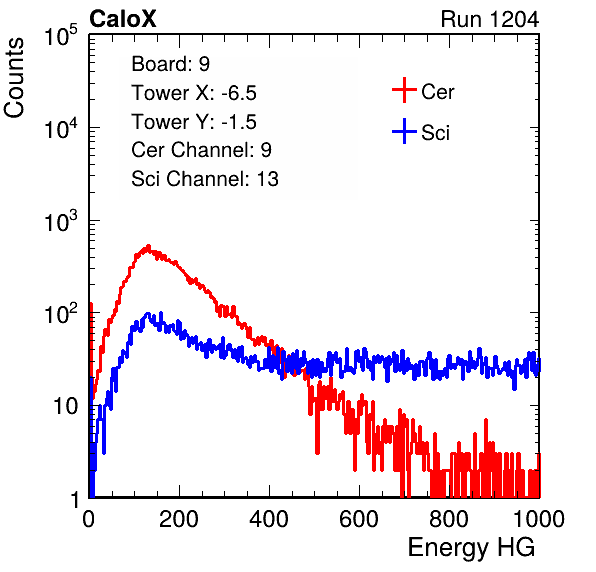 CaloX Run 1204
Counts
Board: 9
Tower X: -6.5
Tower Y: -1.5
Cer Channel: 9
Sci Channel: 13
Cer
Sci
10^5
10^4
10^3
10^2
10
1
0 200 400 600 800 1000
Energy HG